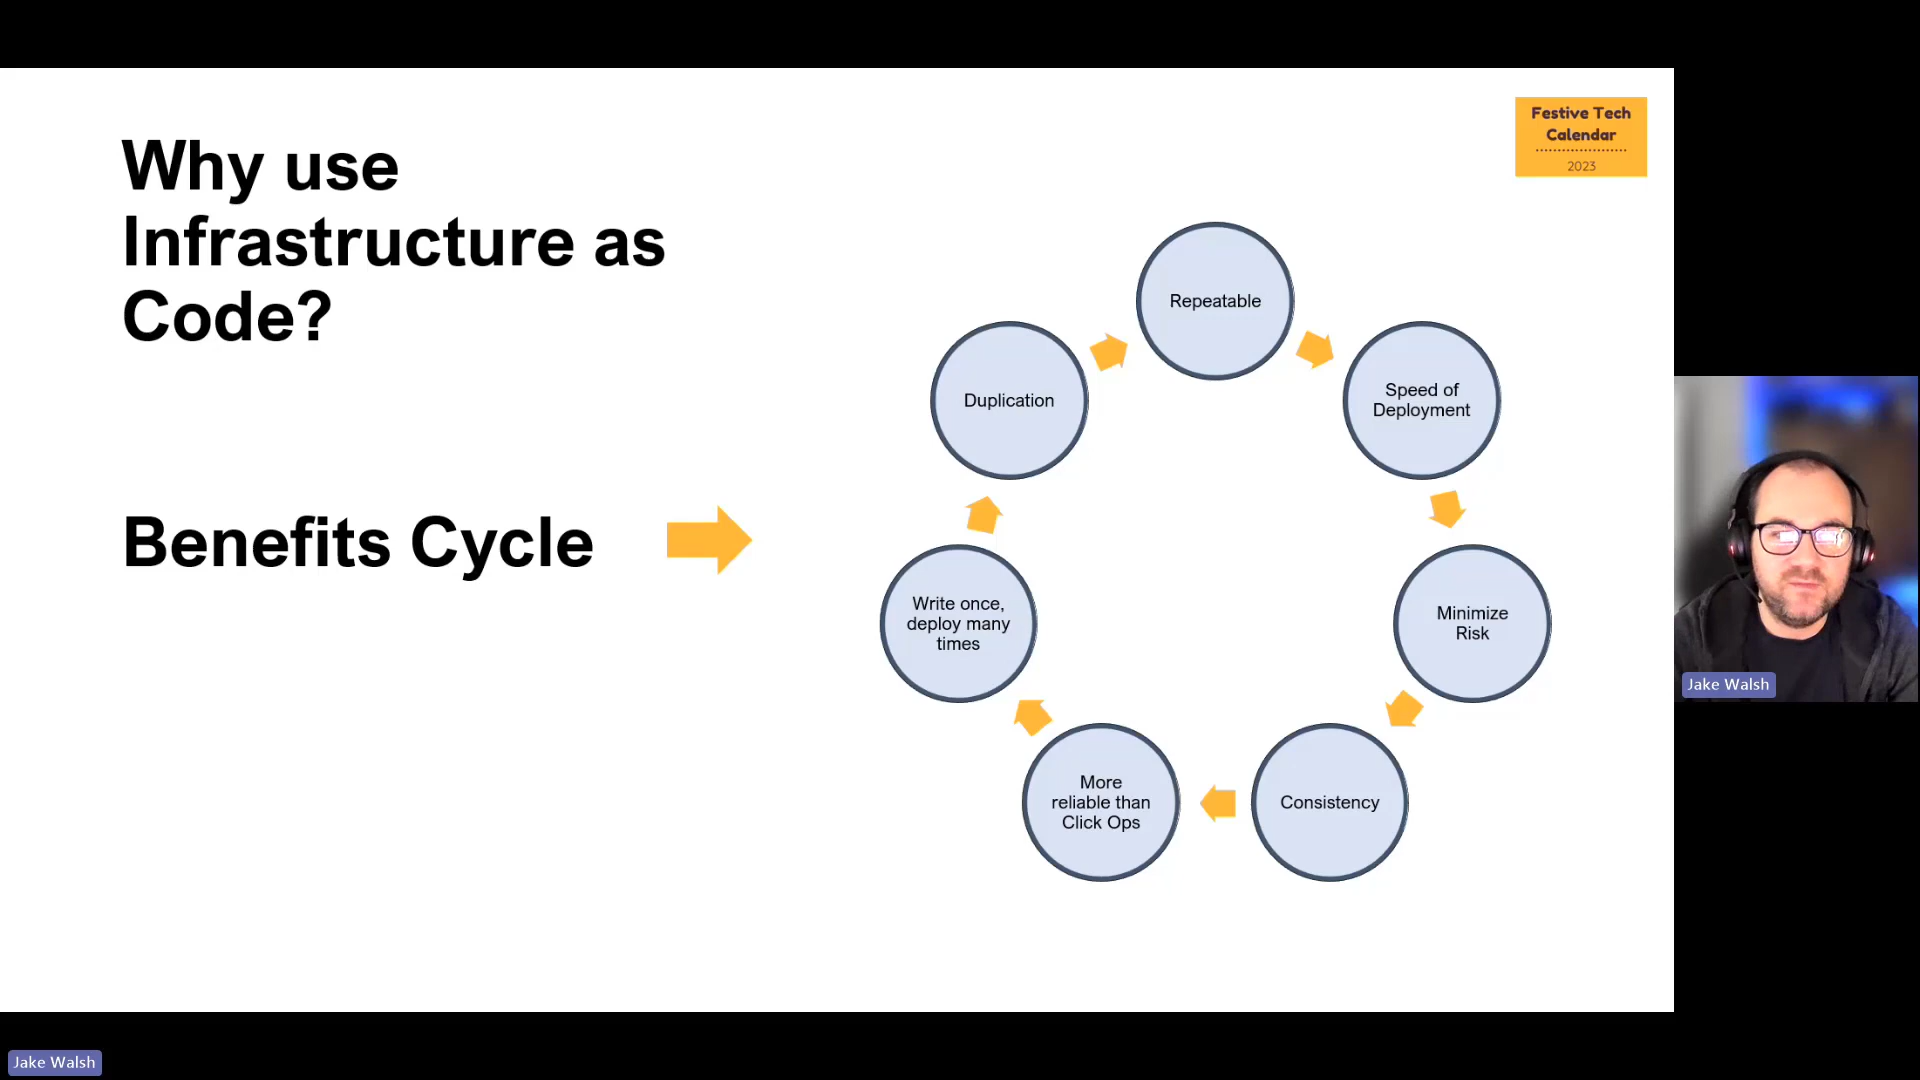 Why use
Infrastructure as
Code?
Benefits Cycle
Festive Tech
Calendar
2023
Repeatable
Speed of
Deployment
Minimize
Risk
Consistency
More
reliable than
Click Ops
Write once,
deploy many
times
Duplication
Jake Walsh
Jake Walsh